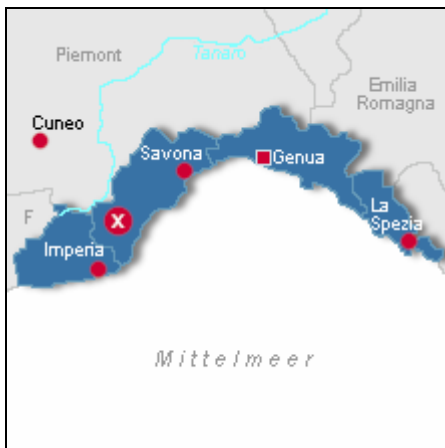 Piemont
Tanaro
Emilia
Romagna
Cuneo
Savona
Genua
La
Spezia
F
X
Imperia
Mittelmeer